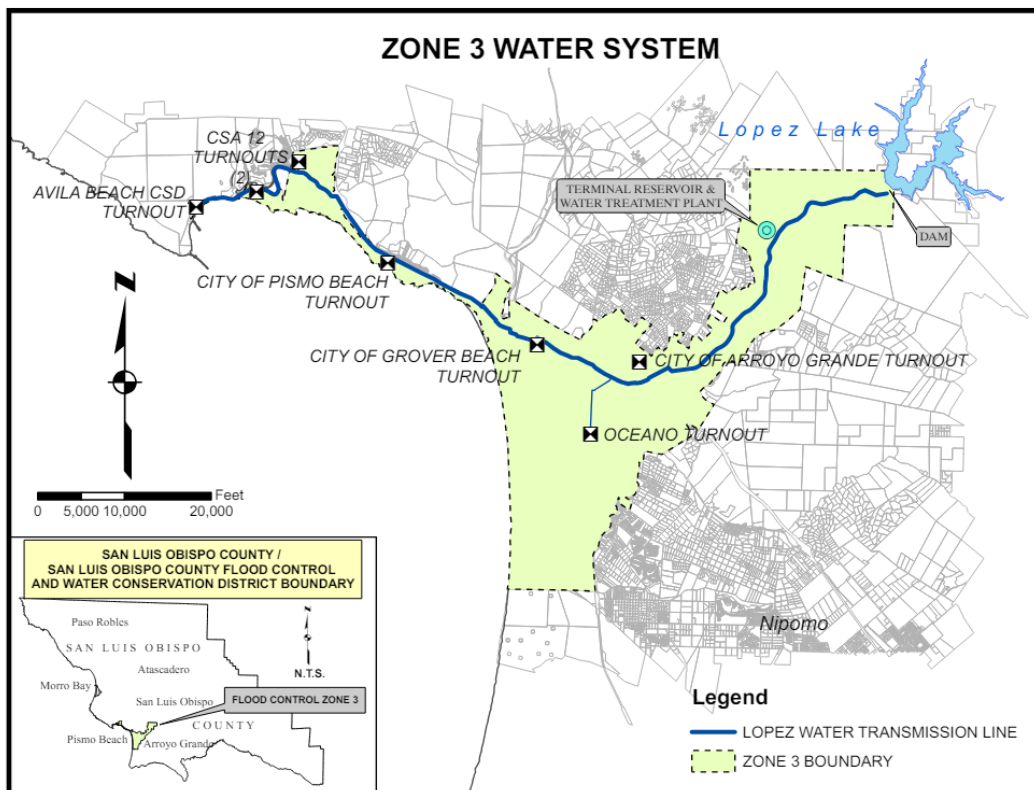 ZONE 3 WATER SYSTEM
Lopez Lake
CSA 12
TURNOUTS
(2)
AVILA BEACH CSD
TURNOUT
TERMINAL RESERVOIR &
WATER TREATMENT PLANT
DAM
CITY OF PISMO BEACH
TURNOUT
CITY OF GROVER BEACH
TURNOUT
CITY OF ARROYO GRANDE TURNOUT
OCEANO TURNOUT
Z
Feet
0 5,000 10,000 20,000
Nipomo
SAN LUIS OBISPO COUNTY /
SAN LUIS OBISPO COUNTY FLOOD CONTROL
AND WATER CONSERVATION DISTRICT BOUNDARY
Paso Robles
SAN LUIS OBISPO
Atascadero
Morro Bay
San Luis Obispo
COUNTY
Pismo Beach
Arroyo Grande
Z
N.T.S.
FLOOD CONTROL ZONE 3
Legend
LOPEZ WATER TRANSMISSION LINE
ZONE 3 BOUNDARY